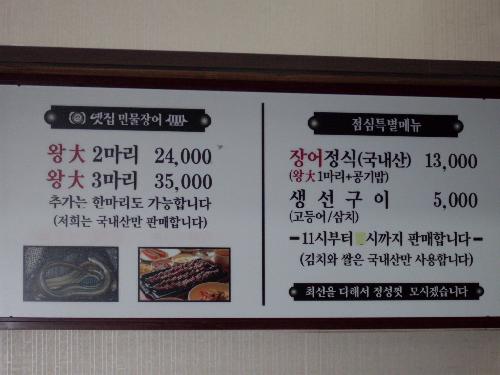 옛집 민물장어
왕大 2마리 24,000
왕大 3마리 35,000
추가는 한마리도 가능합니다
(저희는 국내산만 판매합니다)
점심특별메뉴
장어정식(국내산) 13,000
(왕大1마리+공기밥)
생선구이 5,000
(고등어/삼치)
11시부터 시까지 판매합니다
(김치와 쌀은 국내산만 사용합니다)
최선을 다해서 정성껏 모시겠습니다